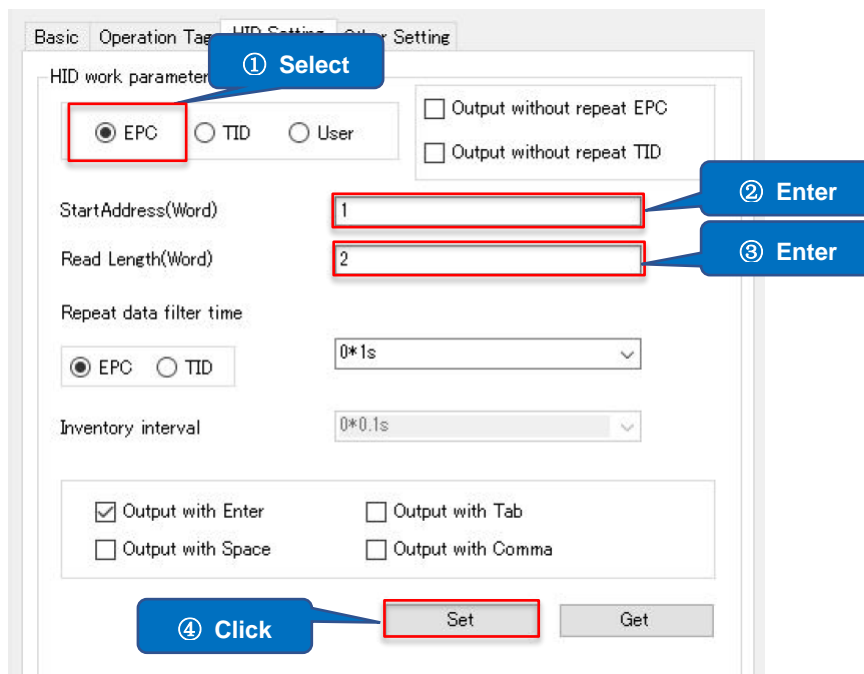 Basic Operation Tag HID Setting Other Setting
① Select
HID work parameter
EPC TID User
Output without repeat EPC
Output without repeat TID
② Enter
StartAddress(Word) 1
③ Enter
Read Length(Word) 2
Repeat data filter time
EPC TID 0*1s
Inventory interval 0*0.1s
Output with Enter Output with Tab
Output with Space Output with Comma
④ Click
Set Get